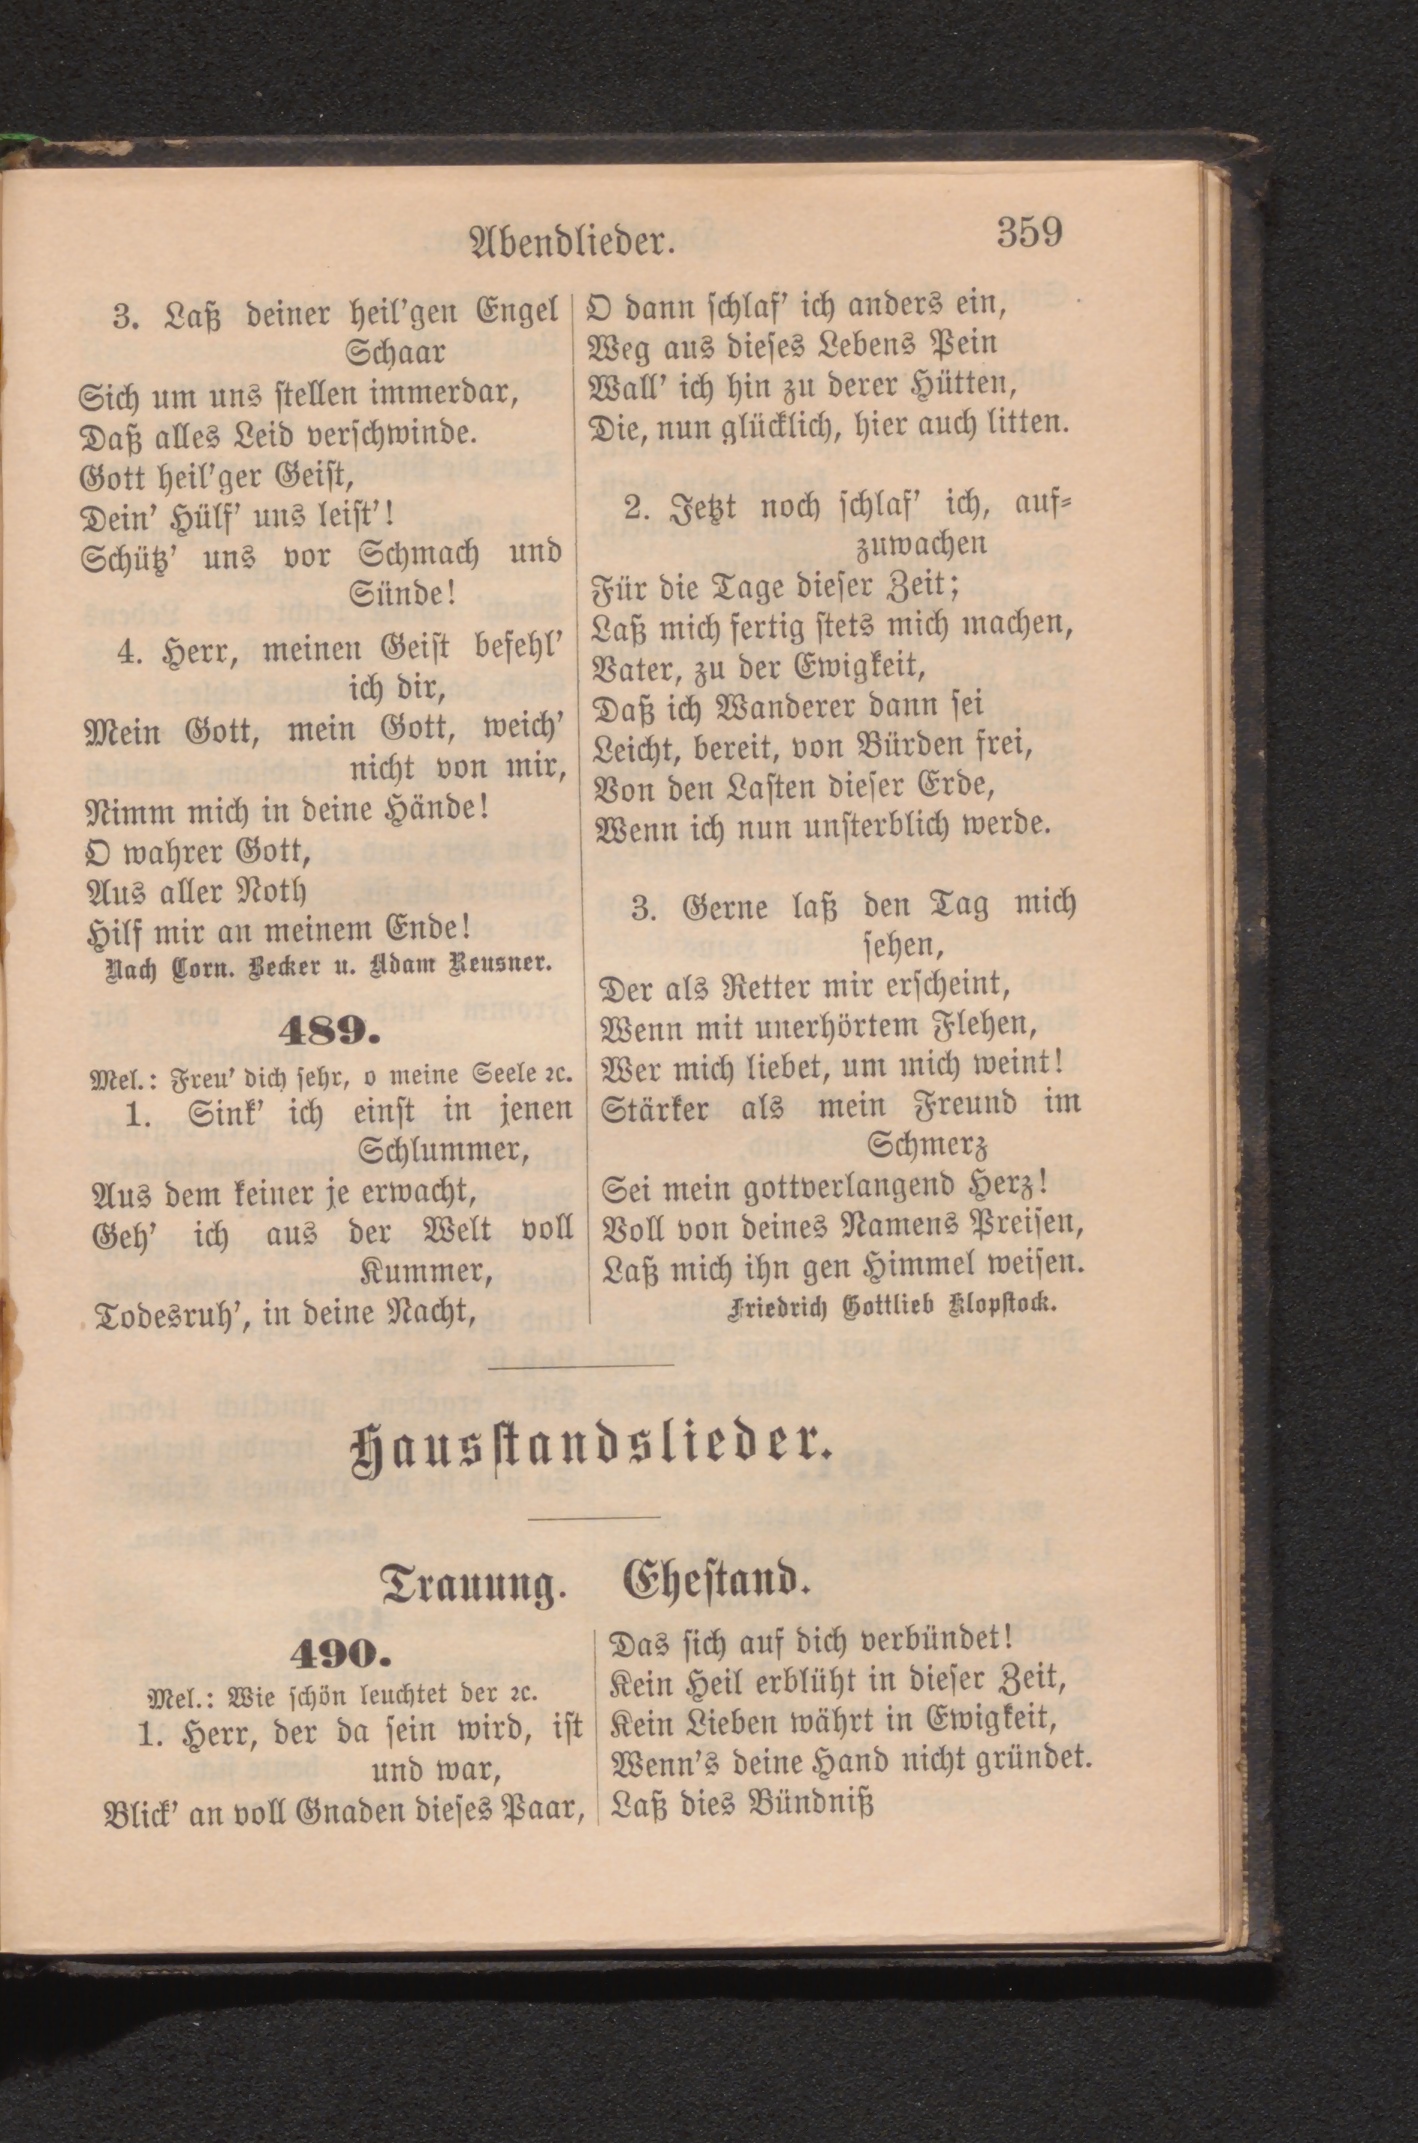 Abendlieder.
359
3. Laß deiner heil'gen Engel
Schaar
Sich um uns stellen immerdar,
Daß alles Leid verschwinde.
Gott heil'ger Geist,
Dein' Hülf' uns leist'!
Schütz' uns vor Schmach und
Sünde!
4. Herr, meinen Geist befehl'
ich dir,
Mein Gott, mein Gott, weich'
nicht von mir,
Nimm mich in deine Hände!
O wahrer Gott,
Aus aller Noth
Hilf mir an meinem Ende!
Nach Corn. Becker u. Adam Reusner.
489.
Mel.: Freu' dich sehr, o meine Seele ꝛc.
1. Sink' ich einst in jenen
Schlummer,
Aus dem keiner je erwacht,
Geh' ich aus der Welt voll
Kummer,
Todesruh', in deine Nacht,
O dann schlaf' ich anders ein,
Weg aus dieses Lebens Pein
Wall' ich hin zu derer Hütten,
Die, nun glücklich, hier auch litten.
2. Jetzt noch schlaf' ich, auf-
zuwachen
Für die Tage dieser Zeit;
Laß mich fertig stets mich machen,
Vater, zu der Ewigkeit,
Daß ich Wanderer dann sei
Leicht, bereit, von Bürden frei,
Von den Lasten dieser Erde,
Wenn ich nun unsterblich werde.
3. Gerne laß den Tag mich
sehen,
Der als Retter mir erscheint,
Wenn mit unerhörtem Flehen,
Wer mich liebet, um mich weint!
Stärker als mein Freund im
Schmerz
Sei mein gottverlangend Herz!
Voll von deines Namens Preisen,
Laß mich ihn gen Himmel weisen.
Friedrich Gottlieb Klopstock.
Hausstandslieder.
Trauung. Ehestand.
490.
Mel.: Wie schön leuchtet der ꝛc.
1. Herr, der da sein wird, ist
und war,
Blick' an voll Gnaden dieses Paar,
Das sich auf dich verbündet!
Kein Heil erblüht in dieser Zeit,
Kein Lieben währt in Ewigkeit,
Wenn's deine Hand nicht gründet.
Laß dies Bündniß